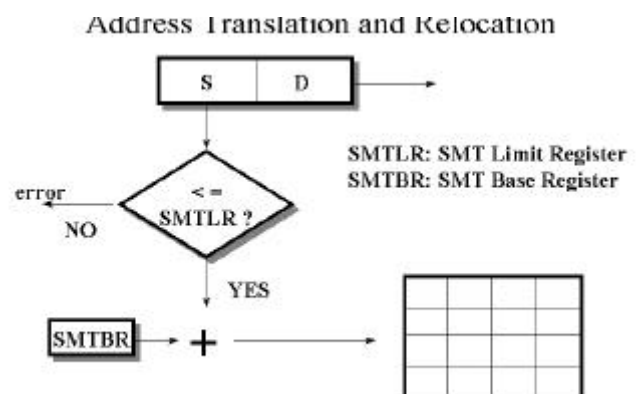 Address Translation and Relocation
S D
SMTLR: SMT Limit Register
SMTBR: SMT Base Register
< =
SMTLR ?
error
NO
YES
SMTBR
+